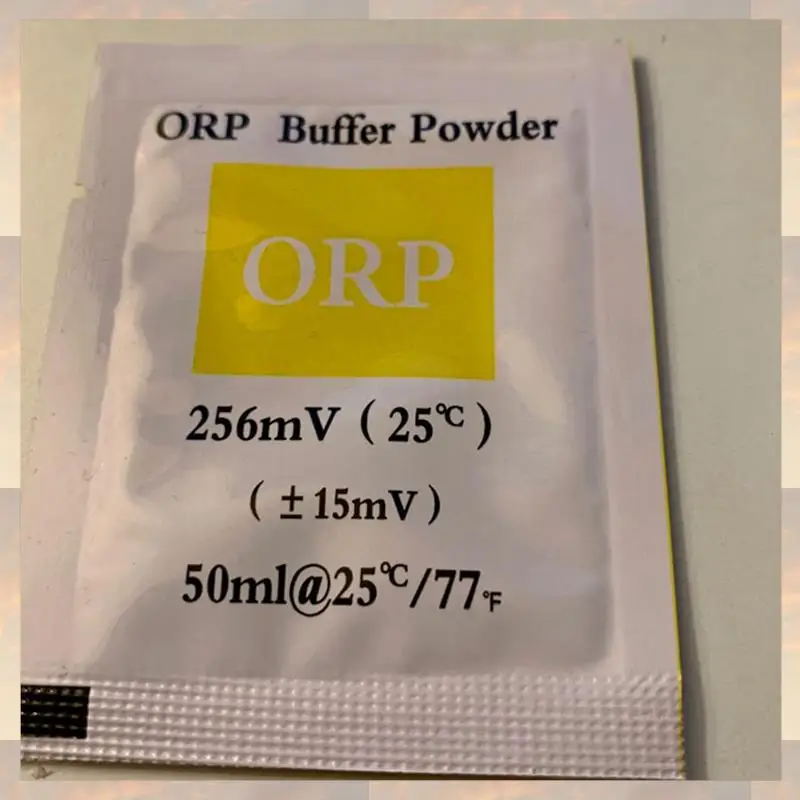 ORP Buffer Powder
ORP
256mV (25℃)
(±15mV)
50ml@25℃/77℉